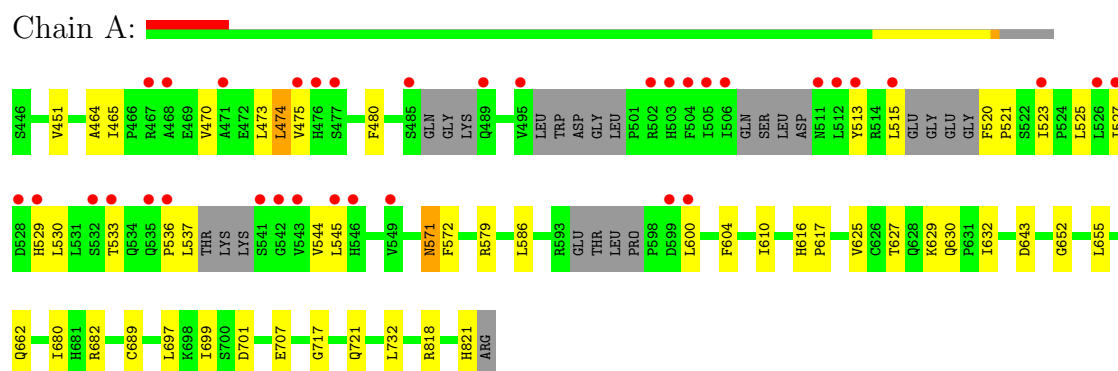 Chain A:
S446 V451 A464 I465 P466 R467 A468 E469 V470 A471 E472 L473 L474 V475 H476 S477 F480 S485 GLN GLY LYS Q489 V495 LEU TRP ASP GLY LEU P501 R502 H503 F504 I505 I506 GLN SER LEU ASP N511 L512 Y513 R514 L515 GLU GLY GLU GLY F520 P521 S522 I523 P524 L525 L526 I527
D528 H529 L530 L531 S532 T533 Q534 Q535 P536 L537 THR LYS LYS S541 G542 V543 V544 L545 H546 V549 N571 F572 R579 L586 R593 GLU THR LEU PRO P598 D599 L600 F604 I610 H616 P617 V625 C626 T627 Q628 K629 Q630 P631 I632 D643 G652 L655
Q662 I680 H681 R682 C689 L697 K698 I699 S700 D701 E707 G717 Q721 L732 R818 H821 ARG